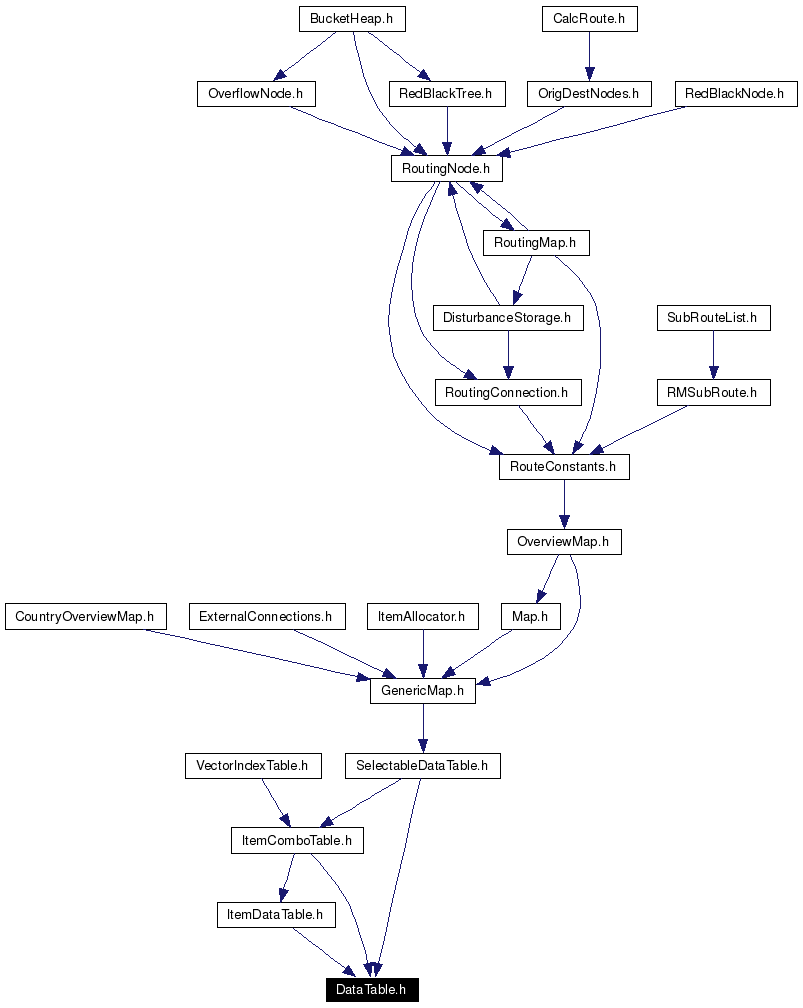 BucketHeap.h
CalcRoute.h
OverflowNode.h
RedBlackTree.h
OrigDestNodes.h
RedBlackNode.h
RoutingNode.h
RoutingMap.h
DisturbanceStorage.h
SubRouteList.h
RoutingConnection.h
RMSubRoute.h
RouteConstants.h
OverviewMap.h
CountryOverviewMap.h
ExternalConnections.h
ItemAllocator.h
Map.h
GenericMap.h
VectorIndexTable.h
SelectableDataTable.h
ItemComboTable.h
ItemDataTable.h
DataTable.h